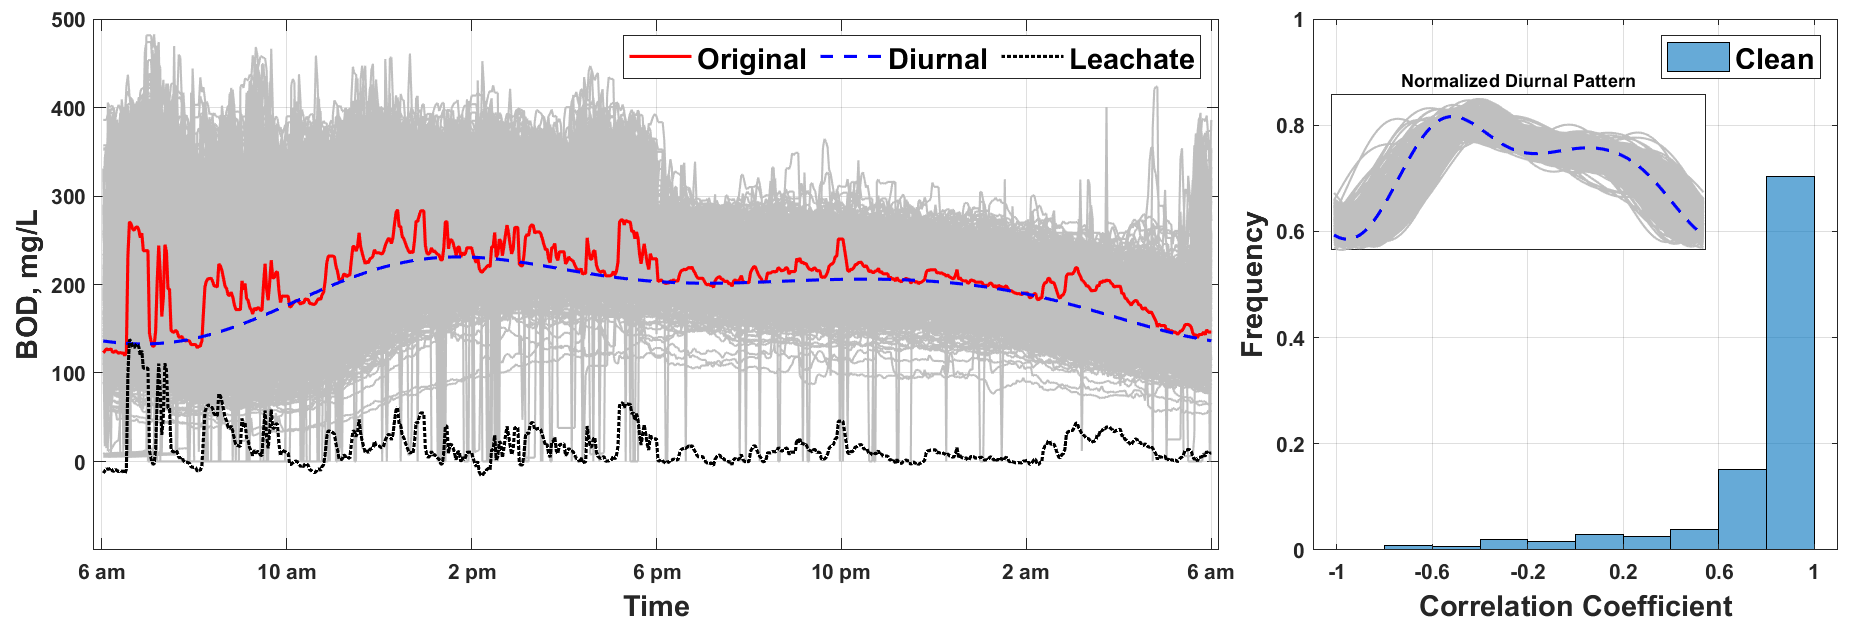 500
400
300
200
100
0
BOD, mg/L
Original Diurnal Leachate
6 am 10 am 2 pm 6 pm 10 pm 2 am 6 am
Time
1
0.8
0.6
0.4
0.2
0
Frequency
Clean
Normalized Diurnal Pattern
-1 -0.6 -0.2 0.2 0.6 1
Correlation Coefficient